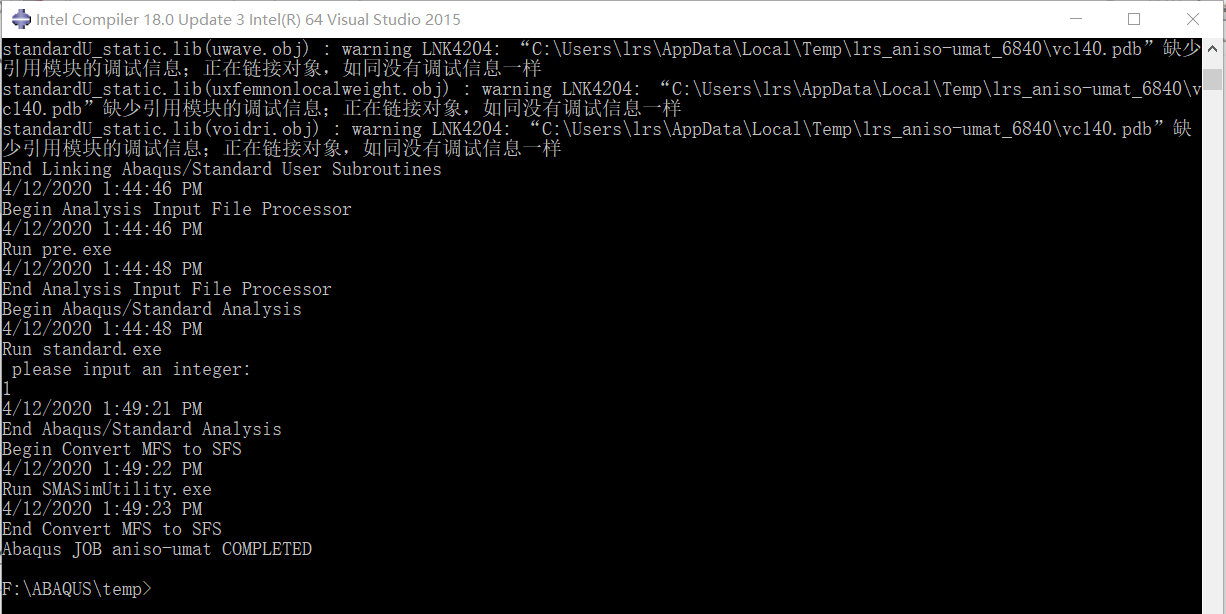 Intel Compiler 18.0 Update 3 Intel(R) 64 Visual Studio 2015
standardU_static.lib(uwave.obj) : warning LNK4204: “C:\Users\lrs\AppData\Local\Temp\lrs_aniso-umat_6840\vc140.pdb”缺少
引用模块的调试信息；正在链接对象，如同没有调试信息一样
standardU_static.lib(uxfemnonlocalweight.obj) : warning LNK4204: “C:\Users\lrs\AppData\Local\Temp\lrs_aniso-umat_6840\v
c140.pdb”缺少引用模块的调试信息；正在链接对象，如同没有调试信息一样
standardU_static.lib(voidri.obj) : warning LNK4204: “C:\Users\lrs\AppData\Local\Temp\lrs_aniso-umat_6840\vc140.pdb”缺
少引用模块的调试信息；正在链接对象，如同没有调试信息一样
End Linking Abaqus/Standard User Subroutines
4/12/2020 1:44:46 PM
Begin Analysis Input File Processor
4/12/2020 1:44:46 PM
Run pre.exe
4/12/2020 1:44:48 PM
End Analysis Input File Processor
Begin Abaqus/Standard Analysis
4/12/2020 1:44:48 PM
Run standard.exe
 please input an integer:
1
4/12/2020 1:49:21 PM
End Abaqus/Standard Analysis
Begin Convert MFS to SFS
4/12/2020 1:49:22 PM
Run SMASimUtility.exe
4/12/2020 1:49:23 PM
End Convert MFS to SFS
Abaqus JOB aniso-umat COMPLETED
F:\ABAQUS\temp>